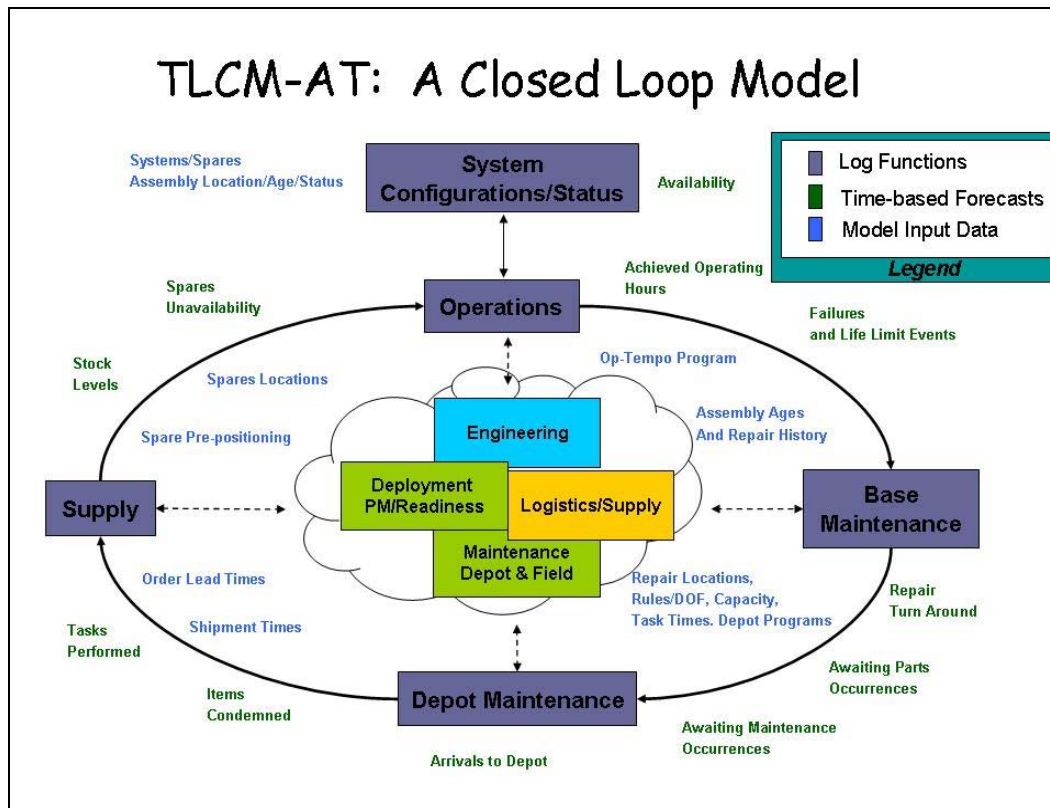 TLCM-AT: A Closed Loop Model
Systems/Spares
Assembly Location/Age/Status
System
Configurations/Status
Availability
Log Functions
Time-based Forecasts
Model Input Data
Legend
Spares
Unavailability
Operations
Achieved Operating
Hours
Failures
and Life Limit Events
Stock
Levels
Spares Locations
Op-Tempo Program
Spare Pre-positioning
Engineering
Assembly Ages
And Repair History
Supply
Deployment
PM/Readiness
Logistics/Supply
Base
Maintenance
Maintenance
Depot & Field
Order Lead Times
Repair Locations,
Rules/DOF, Capacity,
Task Times. Depot Programs
Repair
Turn Around
Tasks
Performed
Shipment Times
Items
Condemned
Depot Maintenance
Awaiting Parts
Occurrences
Awaiting Maintenance
Occurrences
Arrivals to Depot